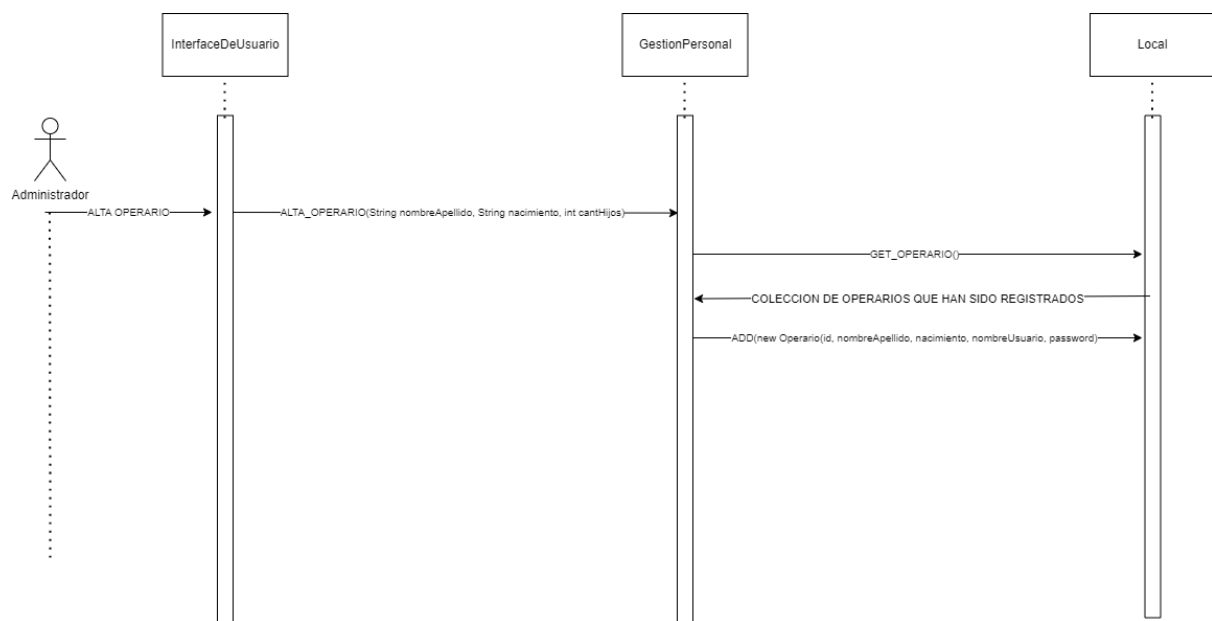 InterfaceDeUsuario
GestionPersonal
Local
Administrador
ALTA OPERARIO
ALTA_OPERARIO(String nombreApellido, String nacimiento, int cantHijos)
GET_OPERARIO()
COLECCION DE OPERARIOS QUE HAN SIDO REGISTRADOS
ADD(new Operario(id, nombreApellido, nacimiento, nombreUsuario, password)